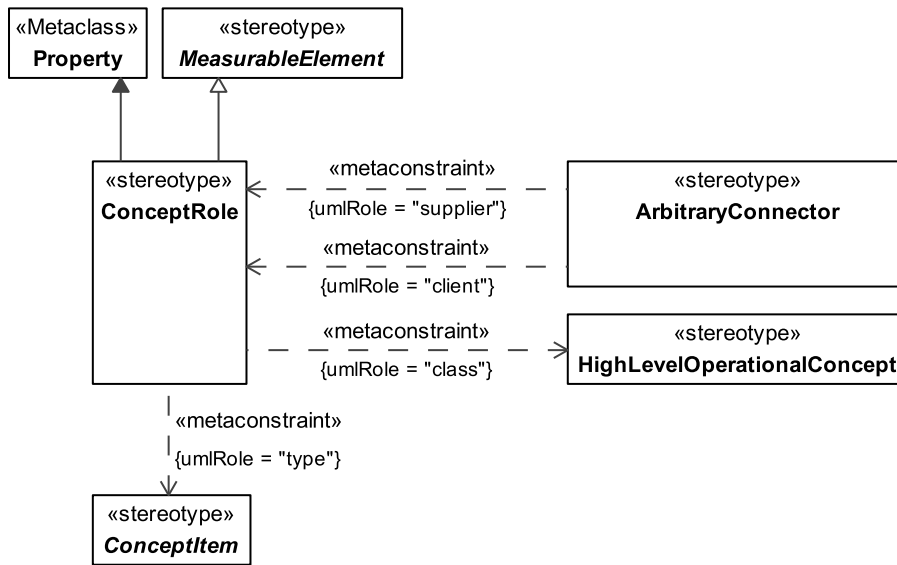 «Metaclass»
Property
«stereotype»
MeasurableElement
«stereotype»
ConceptRole
«metaconstraint»
{umlRole = "supplier"}
«metaconstraint»
{umlRole = "client"}
«metaconstraint»
{umlRole = "class"}
«stereotype»
ArbitraryConnector
«stereotype»
HighLevelOperationalConcept
«metaconstraint»
{umlRole = "type"}
«stereotype»
ConceptItem